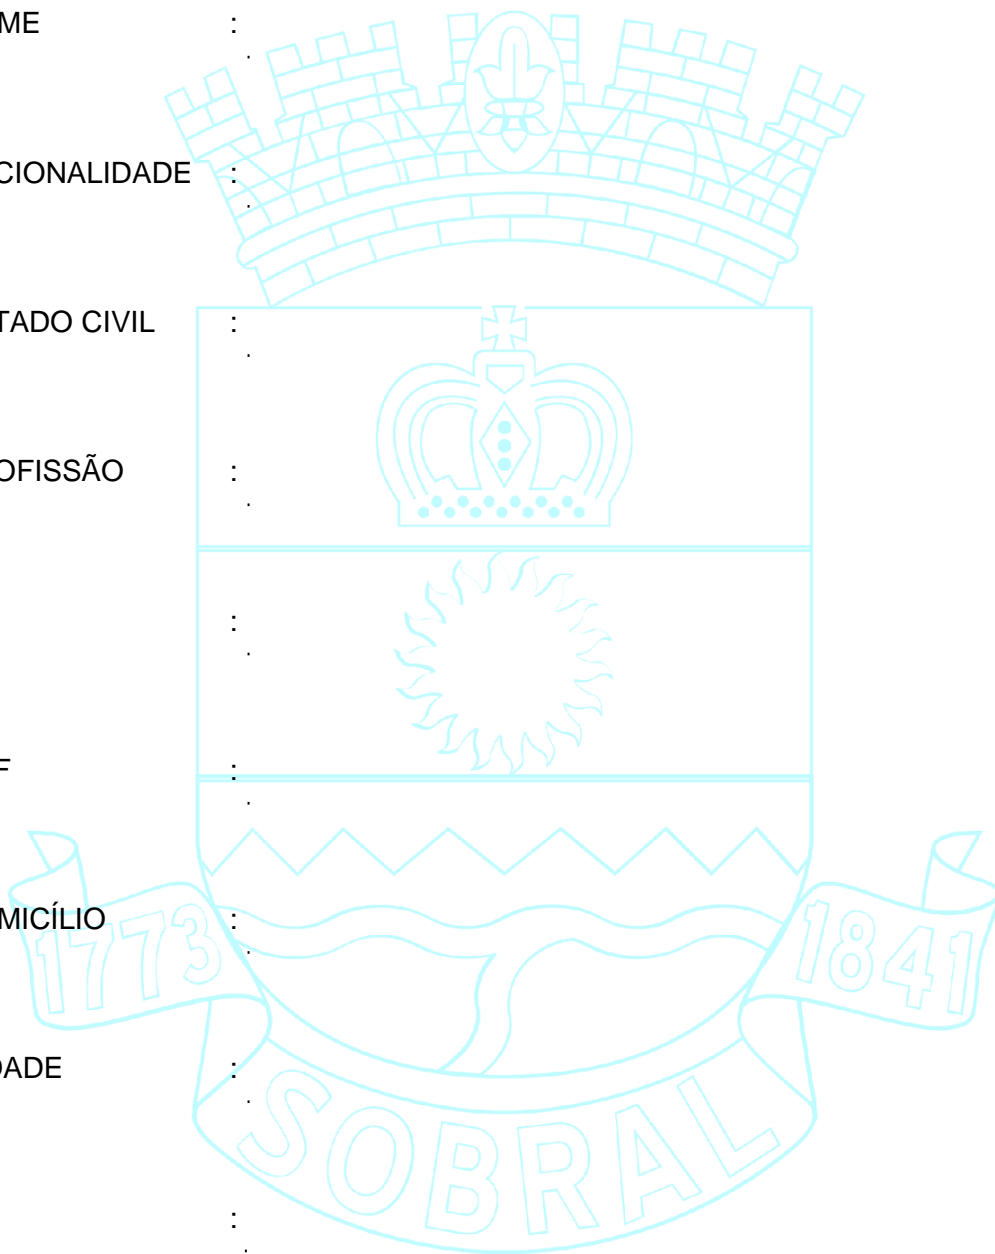 ME :
.
CIONALIDADE :
.
TADO CIVIL :
.
OFISSÃO :
.
:
.
F :
.
MICÍLIO :
.
DADE :
.
:
.
1773
1841
SOBRAL